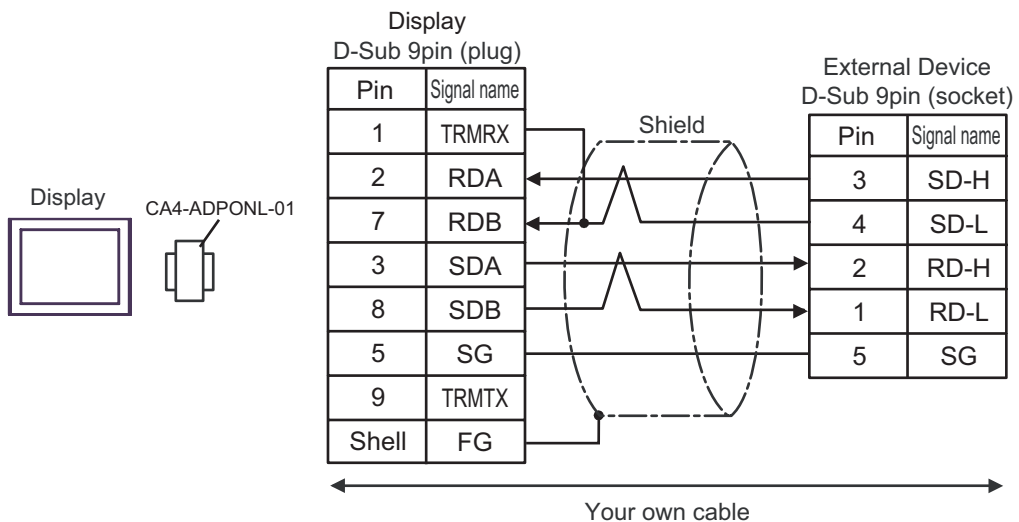 Display
D-Sub 9pin (plug)
Pin Signal name
1 TRMRX
2 RDA
7 RDB
3 SDA
8 SDB
5 SG
9 TRMTX
Shell FG
Shield
External Device
D-Sub 9pin (socket)
Pin Signal name
3 SD-H
4 SD-L
2 RD-H
1 RD-L
5 SG
Display
CA4-ADPONL-01
Your own cable